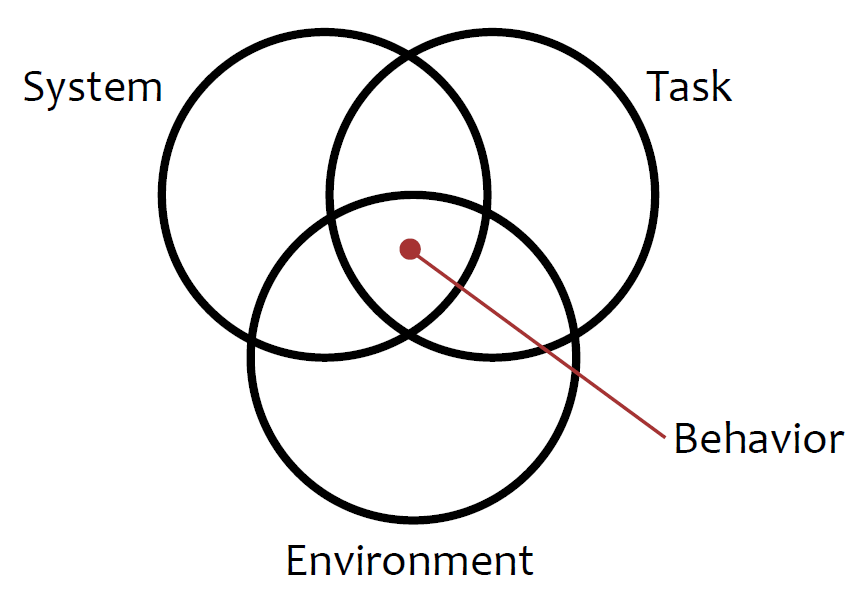 System
Task
Behavior
Environment